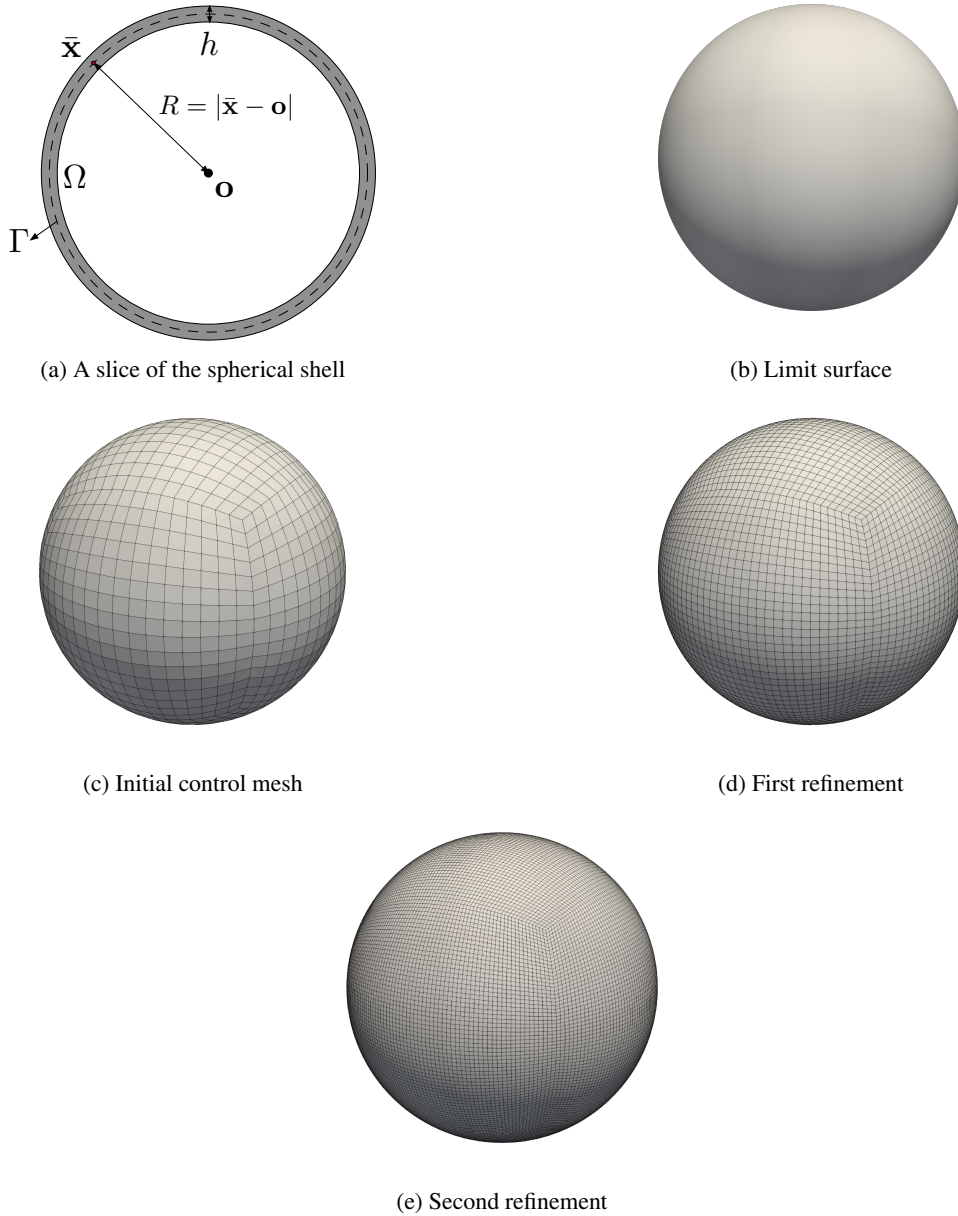 x̄
h
R = |x̄ − o|
Ω
o
Γ
(a) A slice of the spherical shell
(b) Limit surface
(c) Initial control mesh
(d) First refinement
(e) Second refinement